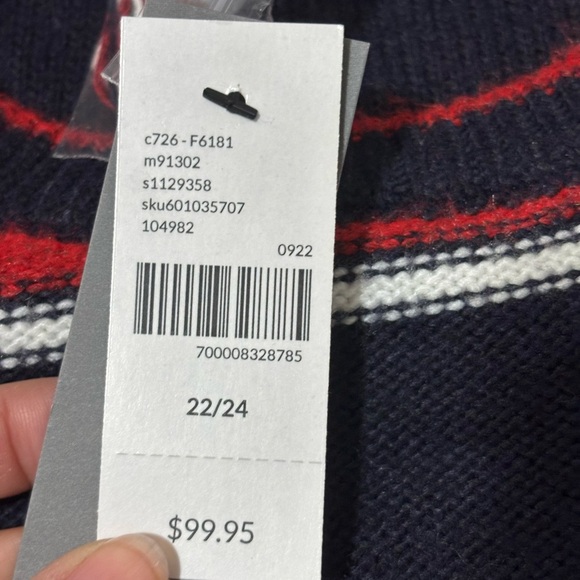 c726 - F6181
m91302
s1129358
sku601035707
104982
0922
700008328785
22/24
$99.95